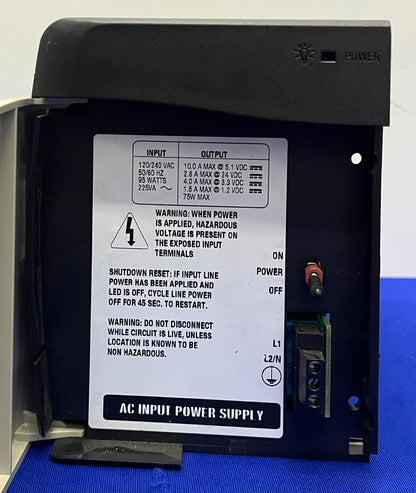 POWER
INPUT OUTPUT
120/240 VAC 10.0 A MAX @ 5.1 VDC
50/60 HZ 2.8 A MAX @ 24 VDC
95 WATTS 4.0 A MAX @ 3.3 VDC
225VA 1.5 A MAX @ 1.2 VDC
75W MAX
WARNING: WHEN POWER
IS APPLIED, HAZARDOUS
VOLTAGE IS PRESENT ON
THE EXPOSED INPUT
TERMINALS
SHUTDOWN RESET: IF INPUT LINE
POWER HAS BEEN APPLIED AND
LED IS OFF, CYCLE LINE POWER
OFF FOR 45 SEC. TO RESTART.
WARNING: DO NOT DISCONNECT
WHILE CIRCUIT IS LIVE, UNLESS
LOCATION IS KNOWN TO BE
NON HAZARDOUS.
ON
POWER
OFF
L1
L2/N
AC INPUT POWER SUPPLY